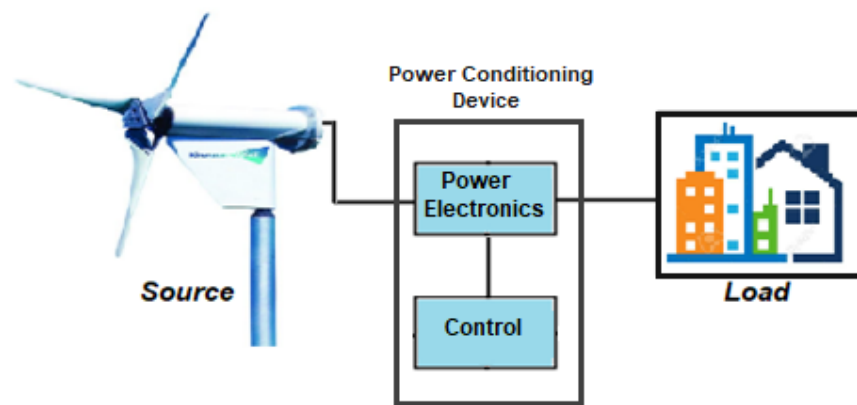 Power Conditioning
Device
Power
Electronics
Control
Source
Load